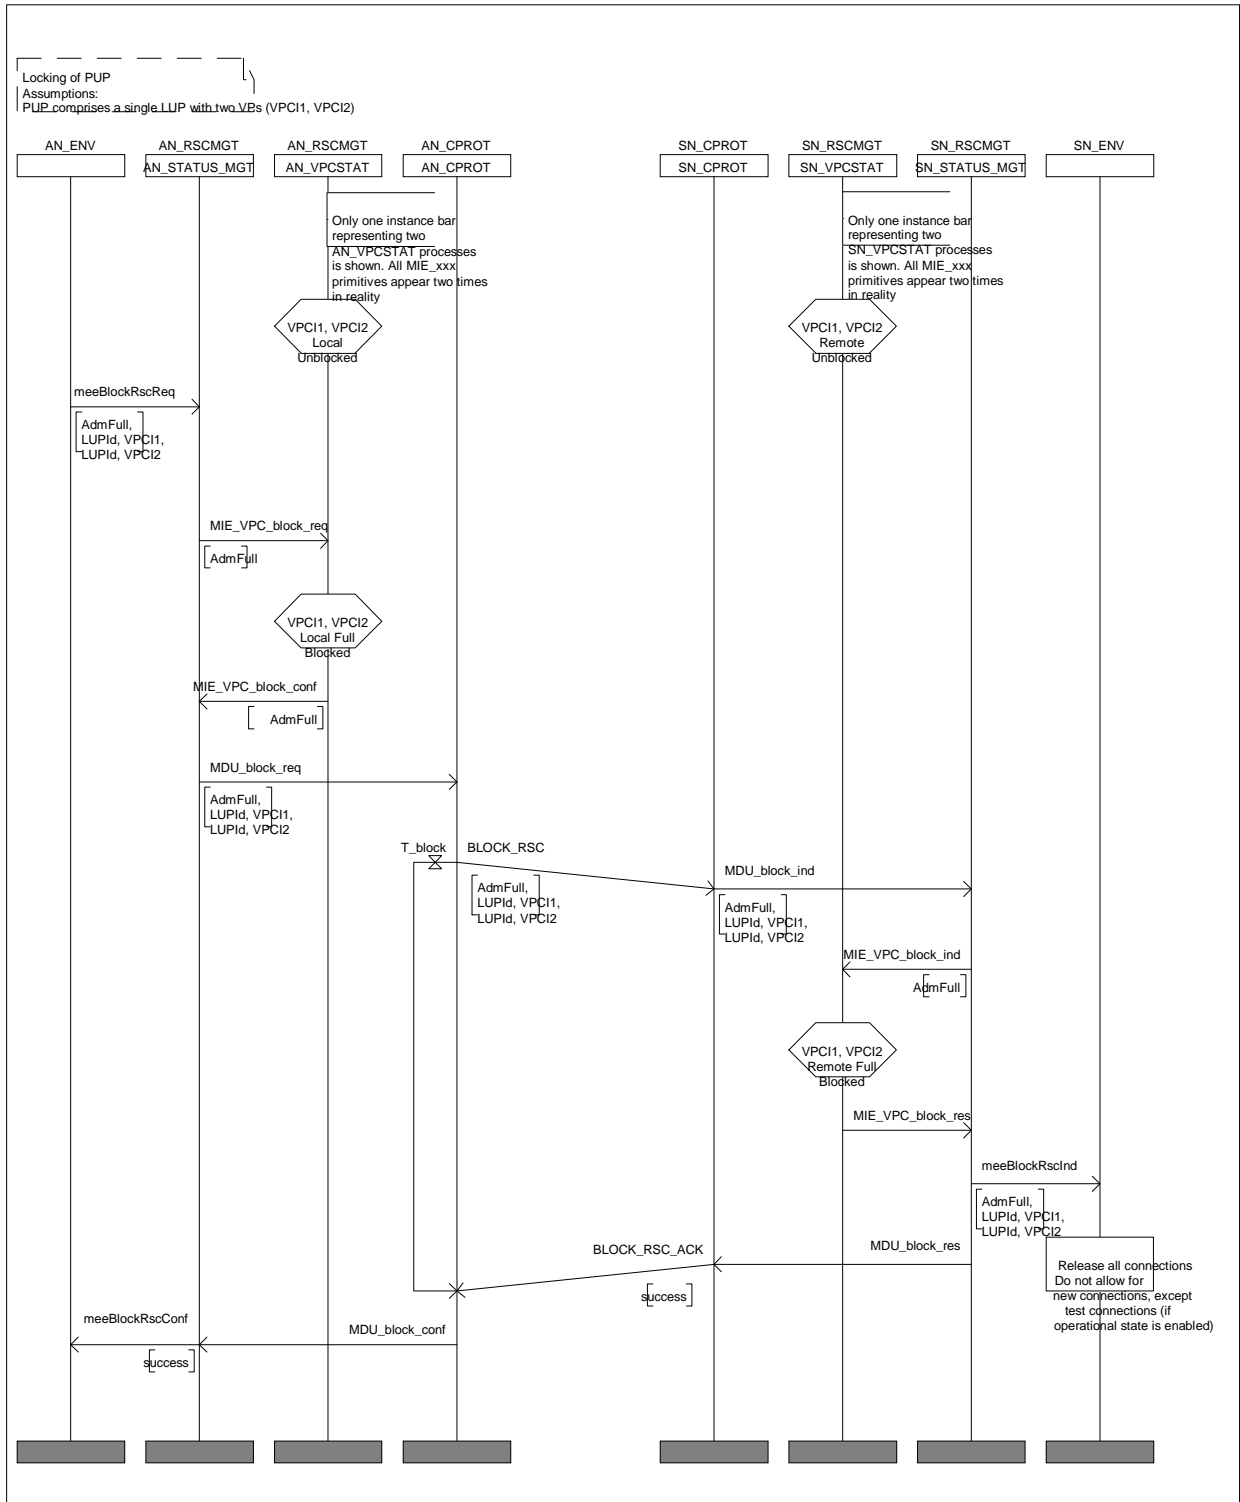 Locking of PUP
Assumptions:
PUP comprises a single LUP with two VPs (VPCI1, VPCI2)
AN_ENV
AN_RSCMGT
AN_RSCMGT
AN_CPROT
SN_CPROT
SN_RSCMGT
SN_RSCMGT
SN_ENV
AN_STATUS_MGT
AN_VPCSTAT
AN_CPROT
SN_CPROT
SN_VPCSTAT
SN_STATUS_MGT
Only one instance bar
representing two
AN_VPCSTAT processes
is shown. All MIE_xxx
primitives appear two times
in reality
Only one instance bar
representing two
SN_VPCSTAT processes
is shown. All MIE_xxx
primitives appear two times
in reality
VPCI1, VPCI2
Local
Unblocked
VPCI1, VPCI2
Remote
Unblocked
meeBlockRscReq
AdmFull,
LUPId, VPCI1,
LUPId, VPCI2
MIE_VPC_block_req
AdmFull
VPCI1, VPCI2
Local Full
Blocked
MIE_VPC_block_conf
AdmFull
MDU_block_req
AdmFull,
LUPId, VPCI1,
LUPId, VPCI2
T_block
BLOCK_RSC
AdmFull,
LUPId, VPCI1,
LUPId, VPCI2
MDU_block_ind
AdmFull,
LUPId, VPCI1,
LUPId, VPCI2
MIE_VPC_block_ind
AdmFull
VPCI1, VPCI2
Remote Full
Blocked
MIE_VPC_block_res
meeBlockRscInd
AdmFull,
LUPId, VPCI1,
LUPId, VPCI2
MDU_block_res
BLOCK_RSC_ACK
success
Release all connections
Do not allow for
new connections, except
test connections (if
operational state is enabled)
meeBlockRscConf
MDU_block_conf
success